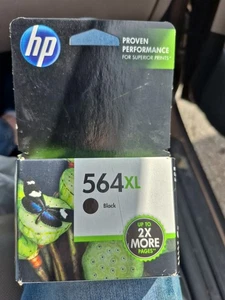 hp
PROVEN
PERFORMANCE
FOR SUPERIOR PRINTS
564XL
Black
UP TO
2X
MORE
PAGES